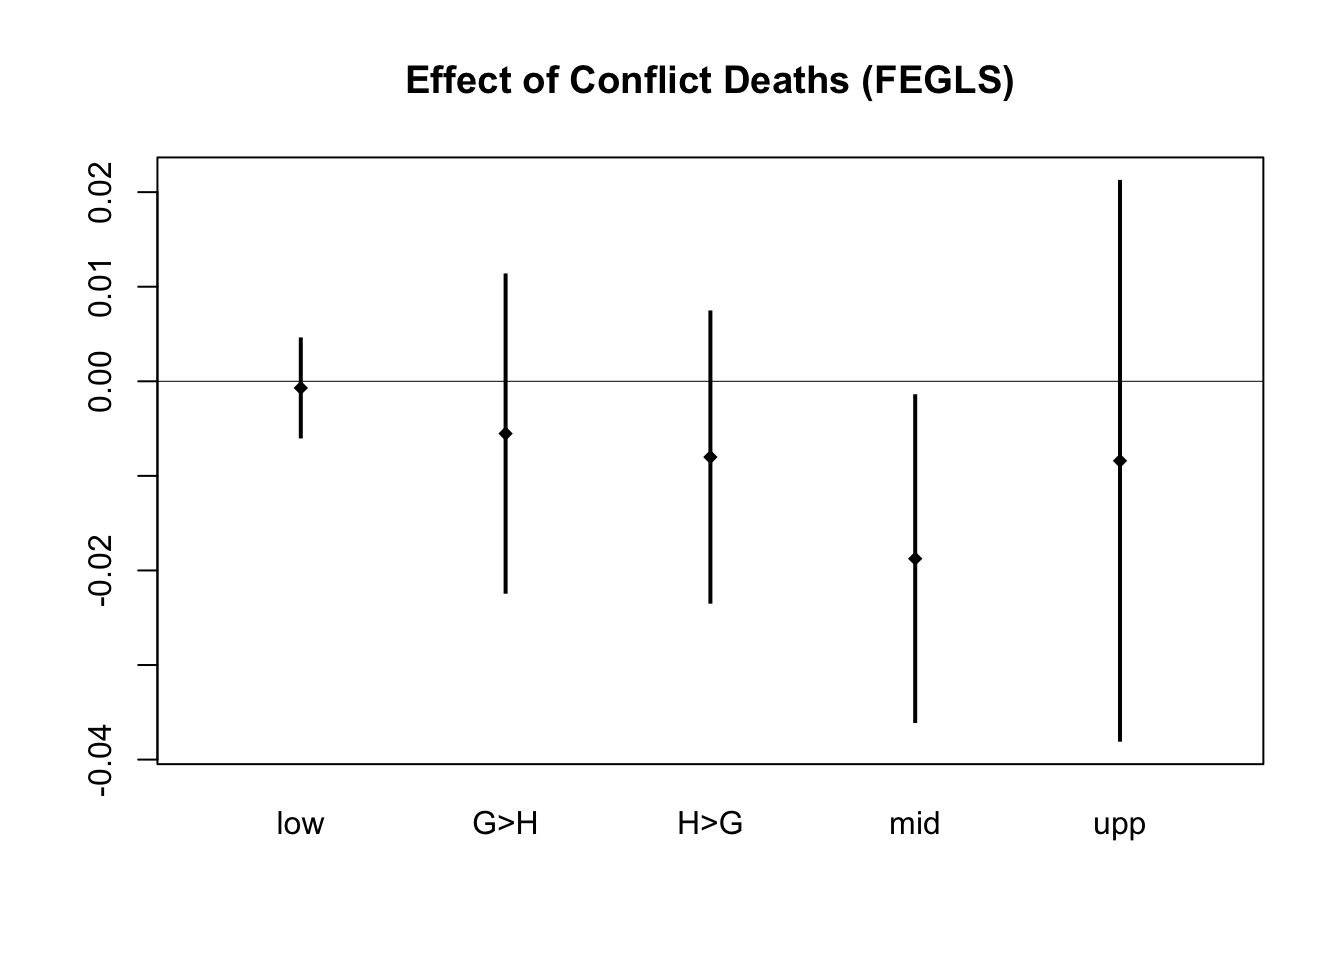 Effect of Conflict Deaths (FEGLS)
0.02
0.01
0.00
-0.02
-0.04
low G>H H>G mid upp